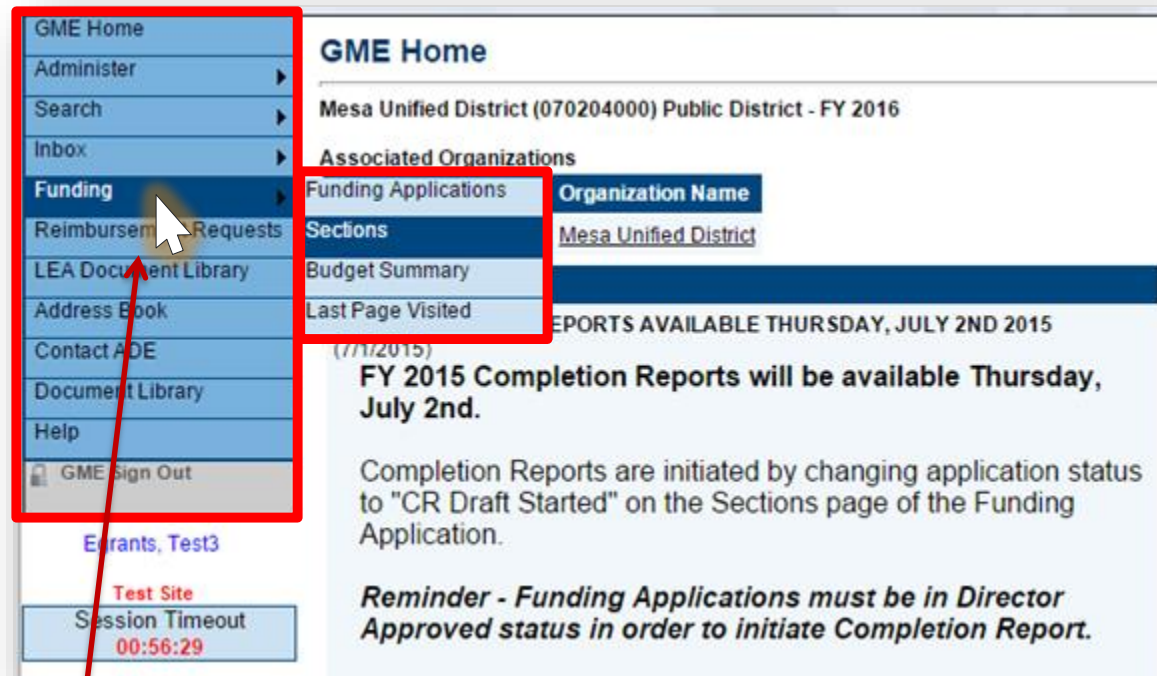 GME Home
Administer
Search
Inbox
Funding
Reimbursement Requests
LEA Document Library
Address Book
Contact ADE
Document Library
Help
GME Sign Out
Egrants, Test3
Test Site
Session Timeout
00:56:29
Funding Applications
Sections
Budget Summary
Last Page Visited
GME Home
Mesa Unified District (070204000) Public District - FY 2016
Associated Organizations
Organization Name
Mesa Unified District
EPORTS AVAILABLE THURSDAY, JULY 2ND 2015
(7/1/2015)
FY 2015 Completion Reports will be available Thursday,
July 2nd.
Completion Reports are initiated by changing application status
to "CR Draft Started" on the Sections page of the Funding
Application.
Reminder - Funding Applications must be in Director
Approved status in order to initiate Completion Report.